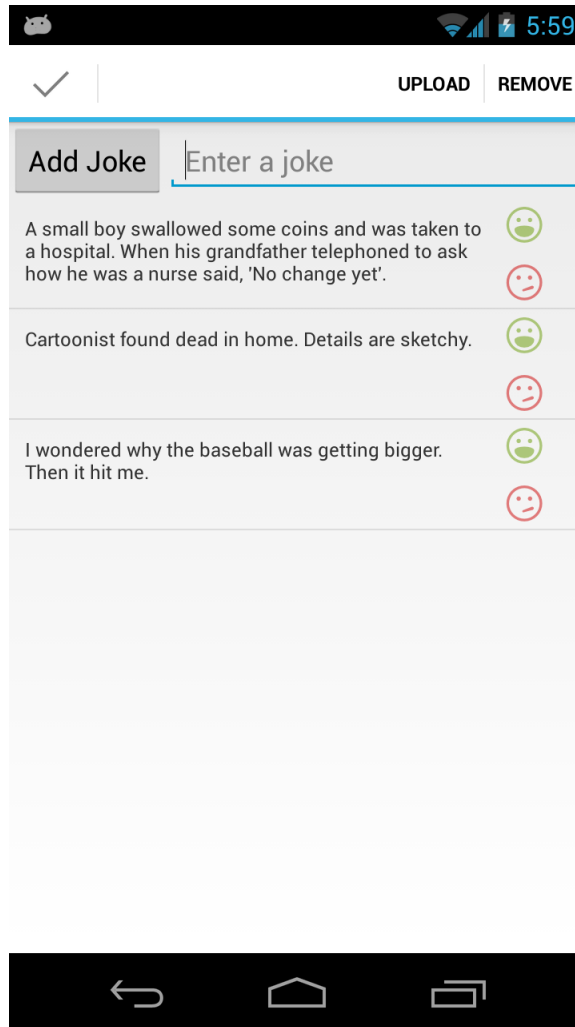 5:59
UPLOAD
REMOVE
Add Joke
Enter a joke
A small boy swallowed some coins and was taken to
a hospital. When his grandfather telephoned to ask
how he was a nurse said, 'No change yet'.
Cartoonist found dead in home. Details are sketchy.
I wondered why the baseball was getting bigger.
Then it hit me.